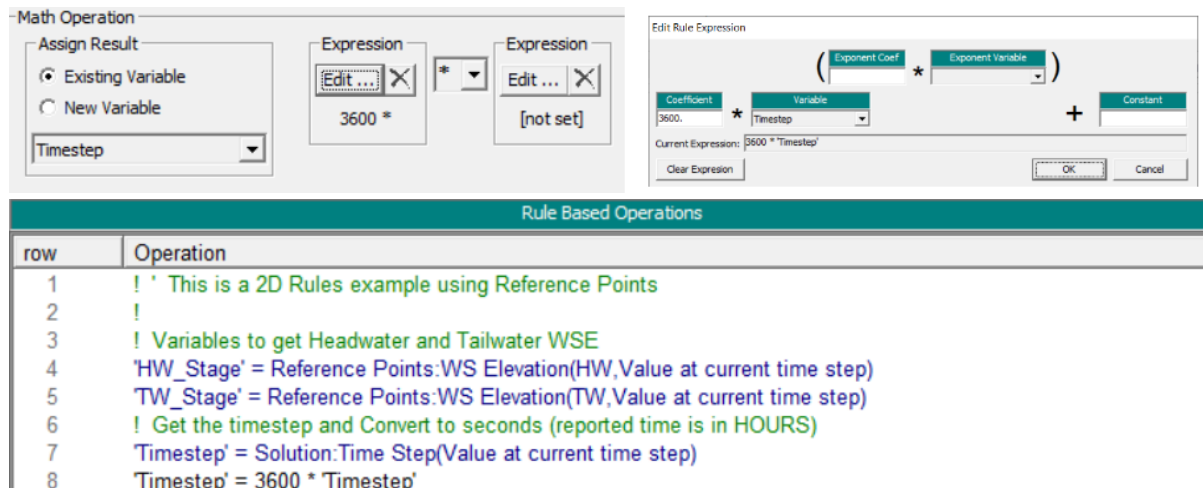 Math Operation
Assign Result
Existing Variable
New Variable
Timestep
Expression
Edit ...
3600 *
*
Expression
Edit ...
[not set]
Edit Rule Expression
( Exponent Coef * Exponent Variable )
Coefficient Variable Constant
3600. * Timestep +
Current Expression: 3600 * 'Timestep'
Clear Expresion OK Cancel
Rule Based Operations
row Operation
1 ! ' This is a 2D Rules example using Reference Points
2 !
3 ! Variables to get Headwater and Tailwater WSE
4 'HW_Stage' = Reference Points:WS Elevation(HW,Value at current time step)
5 'TW_Stage' = Reference Points:WS Elevation(TW,Value at current time step)
6 ! Get the timestep and Convert to seconds (reported time is in HOURS)
7 'Timestep' = Solution:Time Step(Value at current time step)
8 'Timestep' = 3600 * 'Timestep'